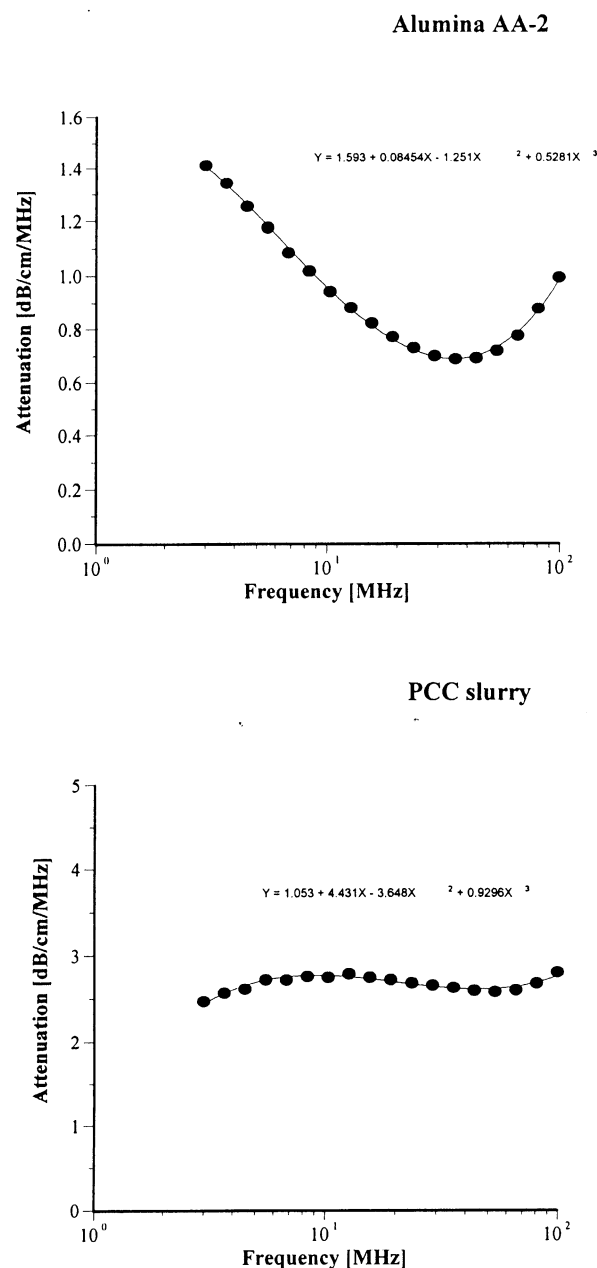 Alumina AA-2
1.6
Y = 1.593 + 0.08454X - 1.251X 2 + 0.5281X 3
1.4
1.2
1.0
0.8
0.6
0.4
0.2
0.0
Attenuation [dB/cm/MHz]
10^0 10^1 10^2
Frequency [MHz]
PCC slurry
5
4
Y = 1.053 + 4.431X - 3.648X 2 + 0.9296X 3
3
2
1
0
Attenuation [dB/cm/MHz]
10^0 10^1 10^2
Frequency [MHz]